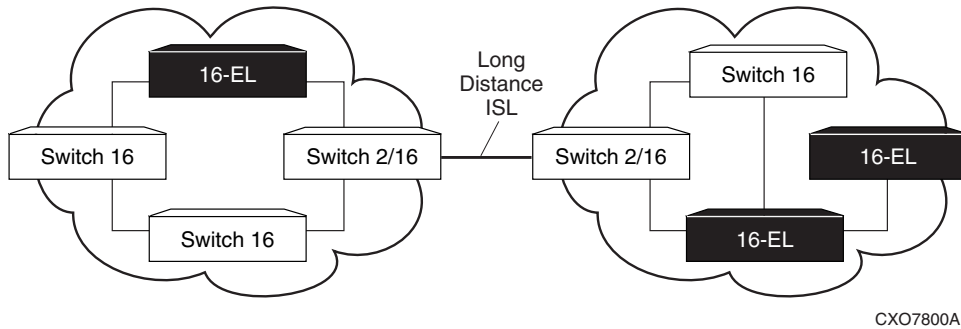 16-EL
Switch 16
Switch 2/16
Switch 16
Long
Distance
ISL
Switch 16
Switch 2/16
16-EL
16-EL
CXO7800A